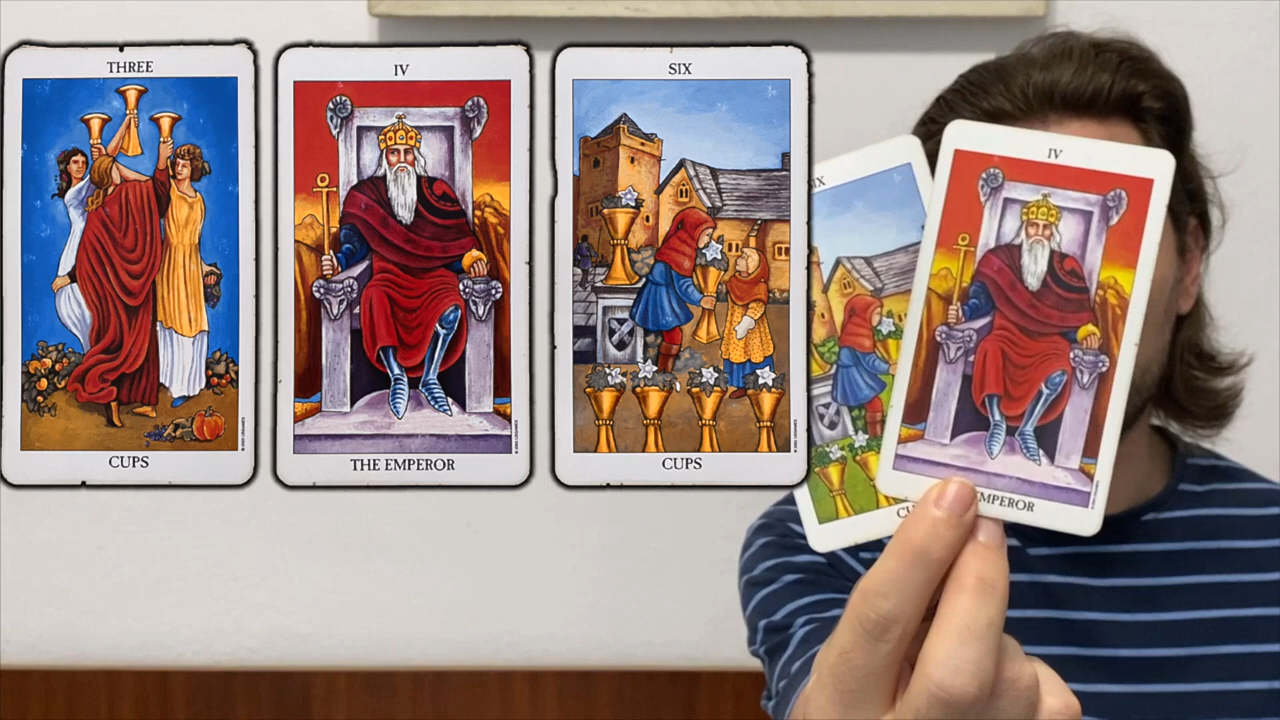 THREE
CUPS
IV
THE EMPEROR
SIX
CUPS
IV
EMPEROR